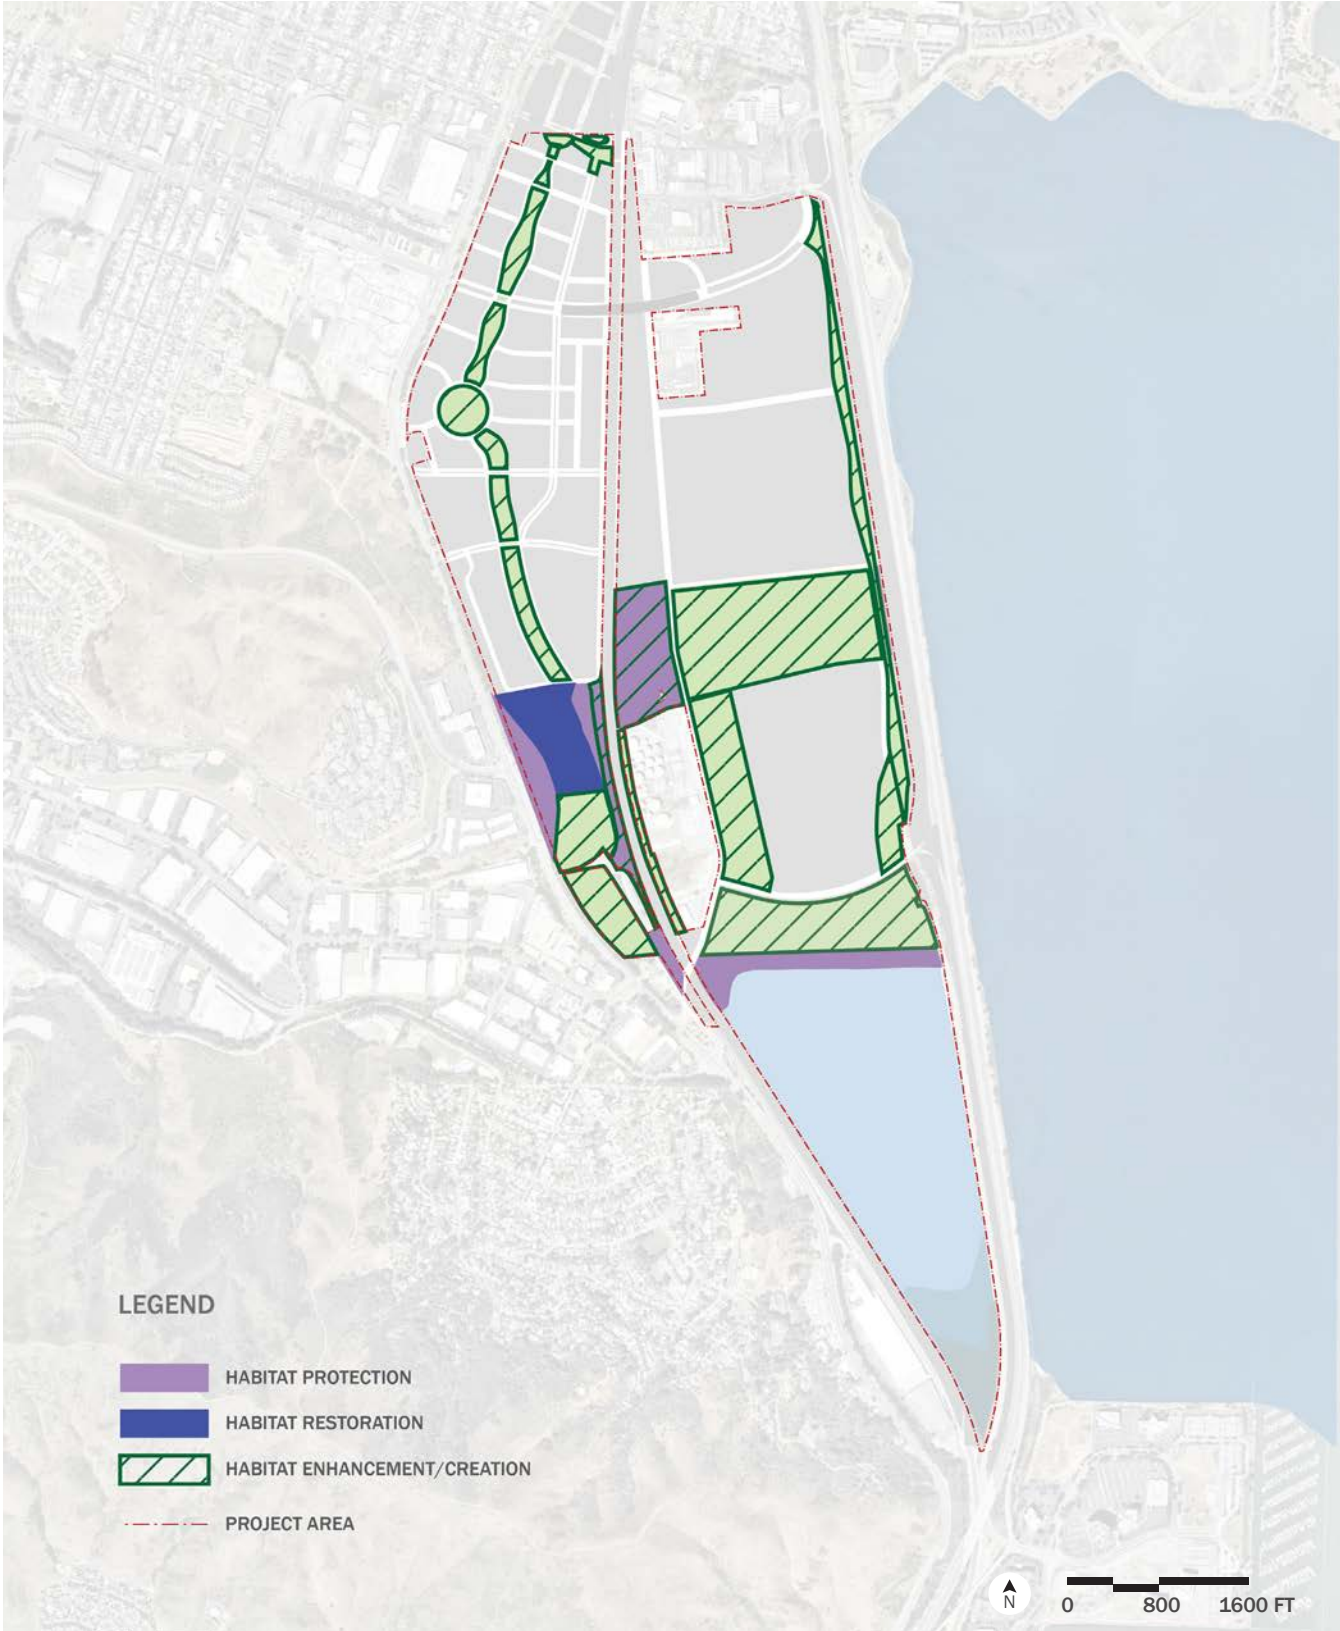 LEGEND
HABITAT PROTECTION
HABITAT RESTORATION
HABITAT ENHANCEMENT/CREATION
PROJECT AREA
N
0 800 1600 FT